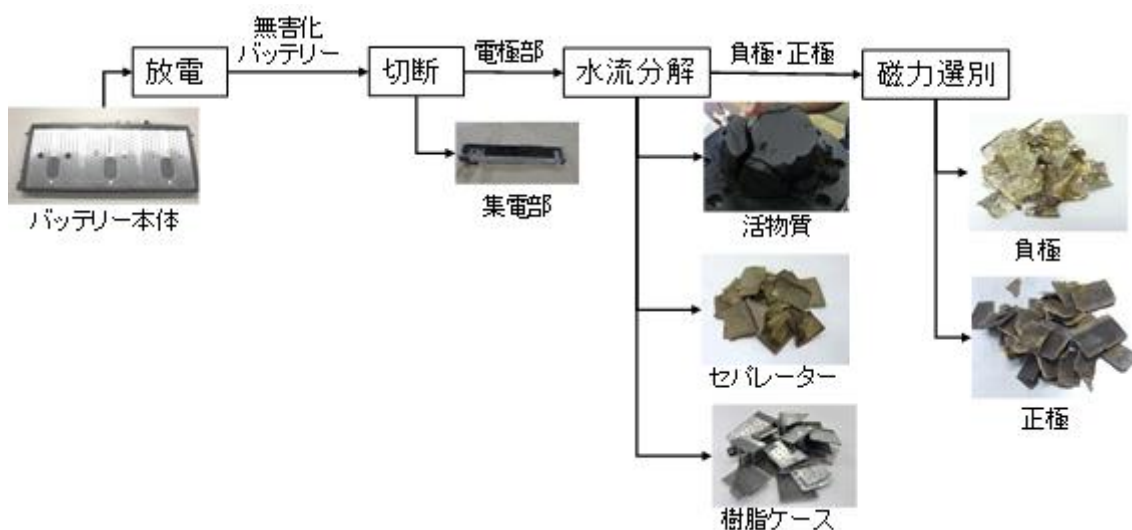 無害化
バッテリー
放電
切断
電極部
水流分解
負極・正極
磁力選別
バッテリー本体
集電部
活物質
負極
セパレーター
正極
樹脂ケース